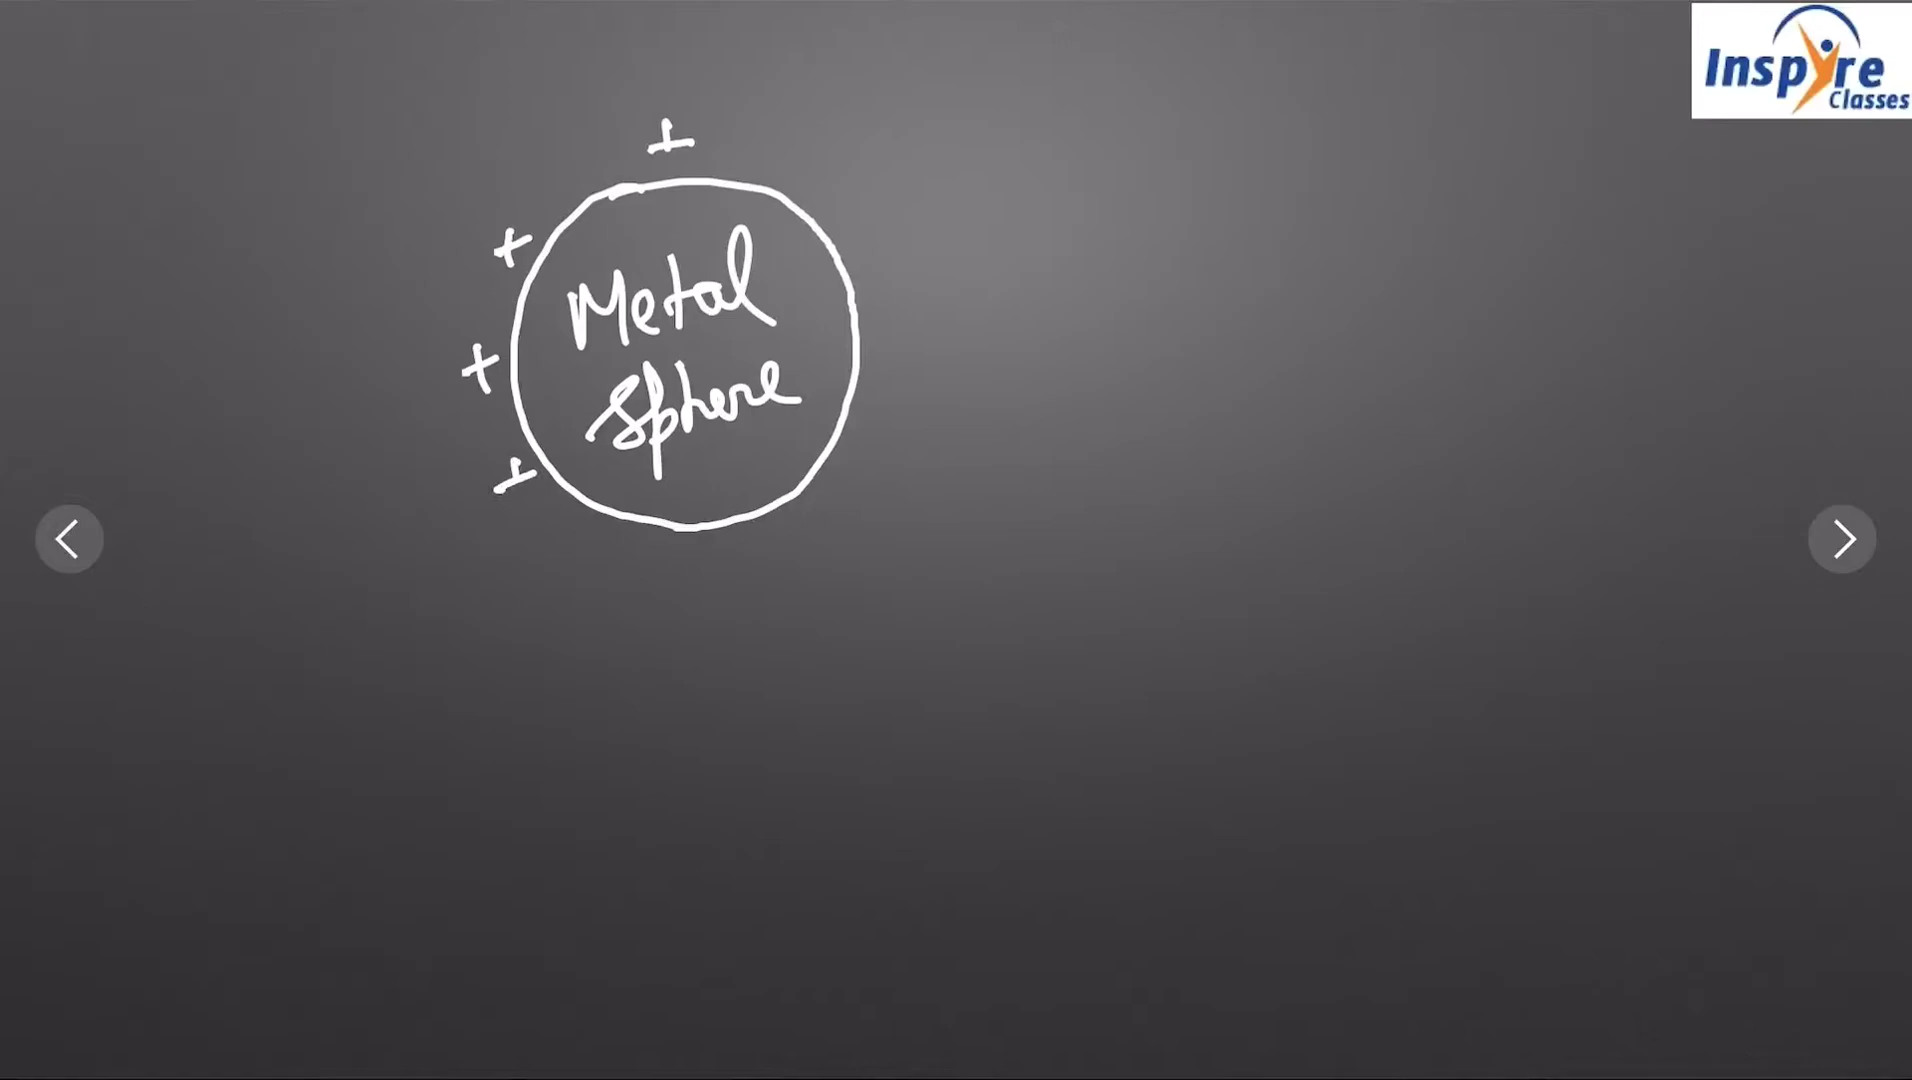 Inspyre
Classes
+
+
Metal
+
Sphere
+